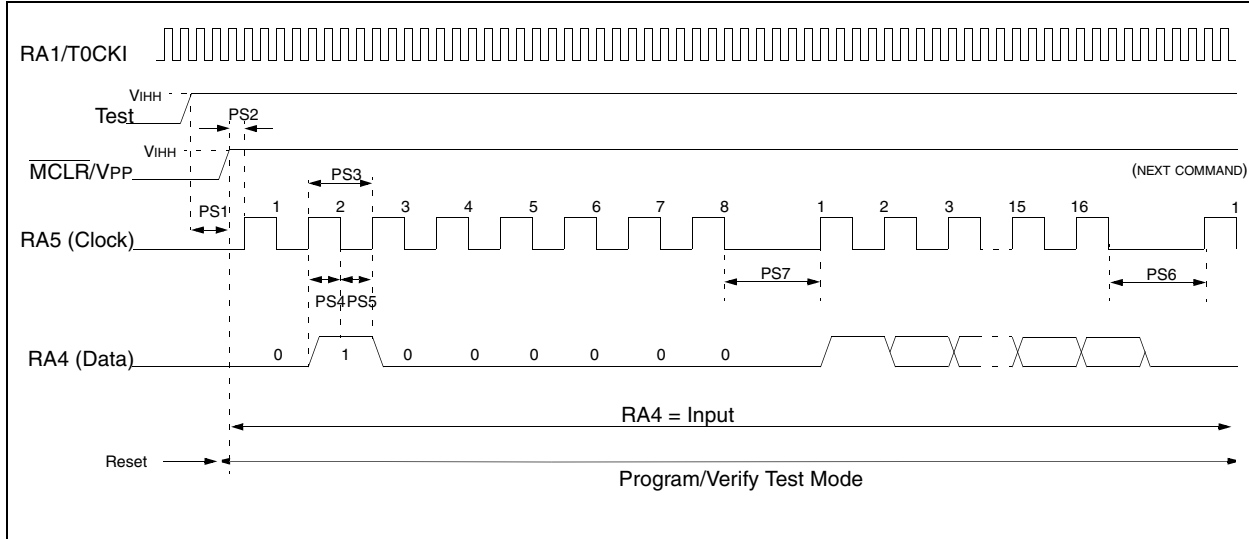 RA1/T0CKI
VIHH
Test
PS2
VIHH
MCLR/VPP
(NEXT COMMAND)
PS3
PS1
1 2 3 4 5 6 7 8 1 2 3 15 16 1
RA5 (Clock)
PS7
PS6
PS4 PS5
RA4 (Data)
0 1 0 0 0 0 0 0
RA4 = Input
Reset
Program/Verify Test Mode